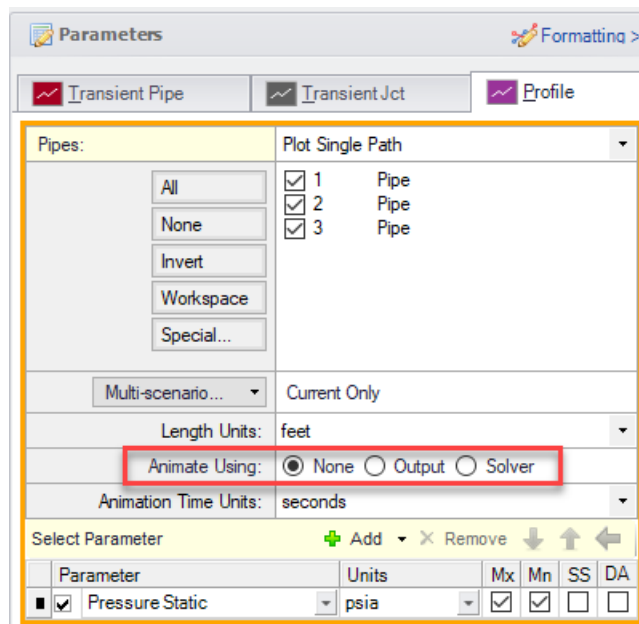 Parameters
Formatting >
Transient Pipe
Transient Jct
Profile
Pipes:
Plot Single Path
All
None
Invert
Workspace
Special...
1 Pipe
2 Pipe
3 Pipe
Multi-scenario...
Current Only
Length Units:
feet
Animate Using:
None Output Solver
Animation Time Units:
seconds
Select Parameter
Add Remove
Parameter Units Mx Mn SS DA
Pressure Static psia